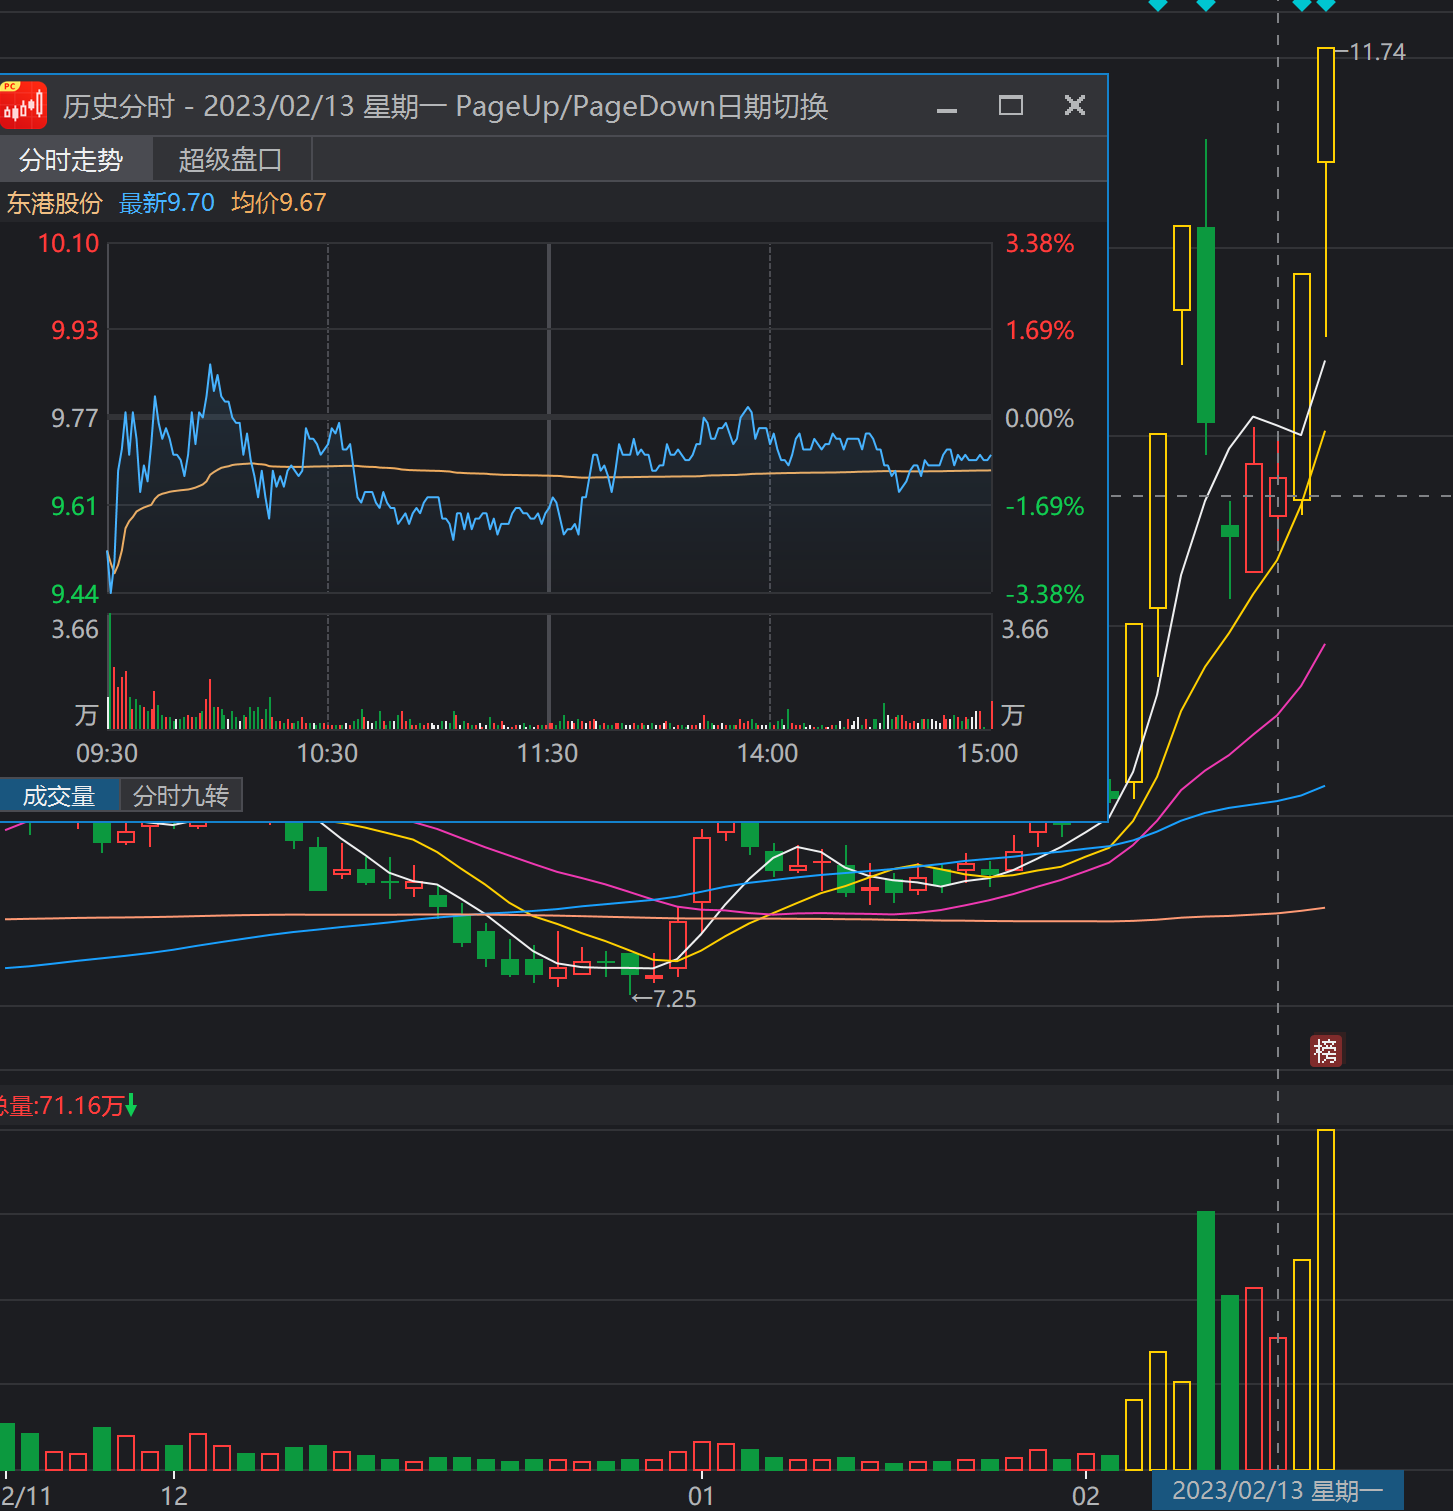 11.74
PC
历史分时 - 2023/02/13 星期一 PageUp/PageDown日期切换
分时走势 超级盘口
东港股份 最新9.70 均价9.67
10.10 3.38%
9.93 1.69%
9.77 0.00%
9.61 -1.69%
9.44 -3.38%
3.66 3.66
万 万
09:30 10:30 11:30 14:00 15:00
成交量 分时九转
←7.25
榜
总量:71.16万↓
2/11 12 01 02 2023/02/13 星期一